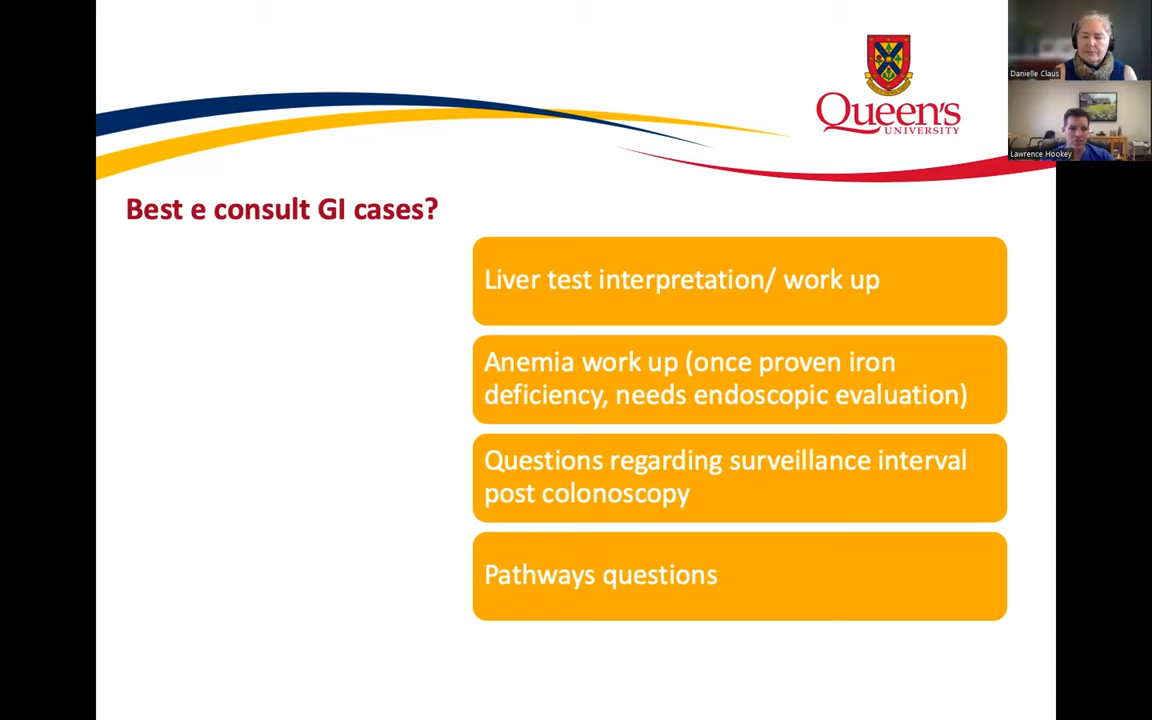 Danielle Claus
Queen's
UNIVERSITY
Lawrence Hookey
Best e consult GI cases?
Liver test interpretation/ work up
Anemia work up (once proven iron
deficiency, needs endoscopic evaluation)
Questions regarding surveillance interval
post colonoscopy
Pathways questions